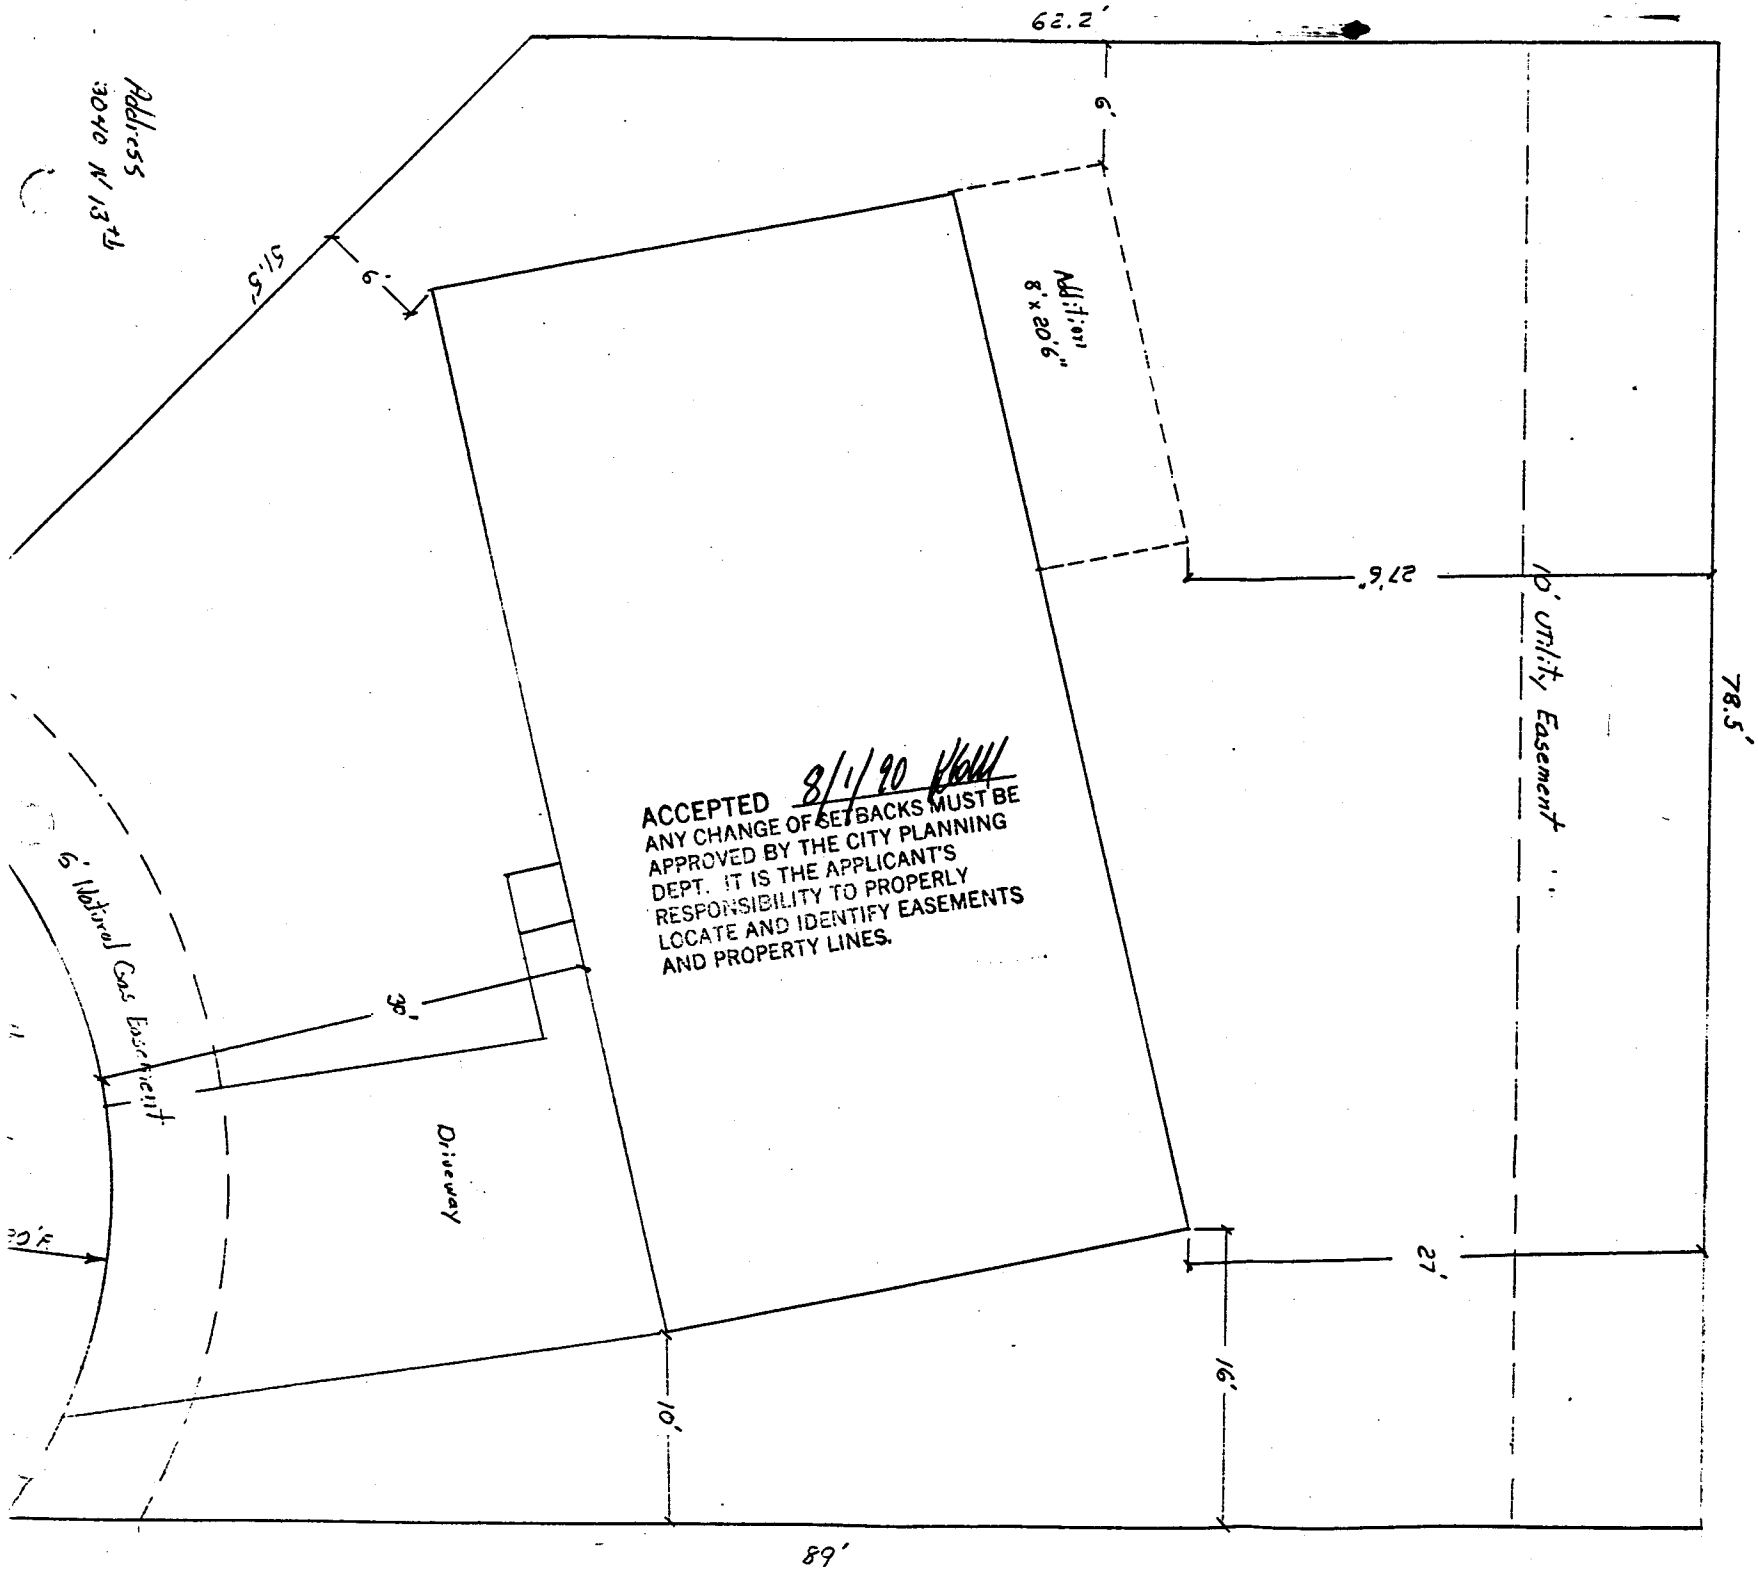 62.2'
Address
3040 N 13th
6'
51.5'
6'
Addition
8' x 20'6"
27'6"
10' Utility Easement
78.5'
ACCEPTED 8/1/90
ANY CHANGE OF SETBACKS MUST BE
APPROVED BY THE CITY PLANNING
DEPT. IT IS THE APPLICANT'S
RESPONSIBILITY TO PROPERLY
LOCATE AND IDENTIFY EASEMENTS
AND PROPERTY LINES.
Natural Gas Easement
30'
Driveway
27'
16'
10'
89'